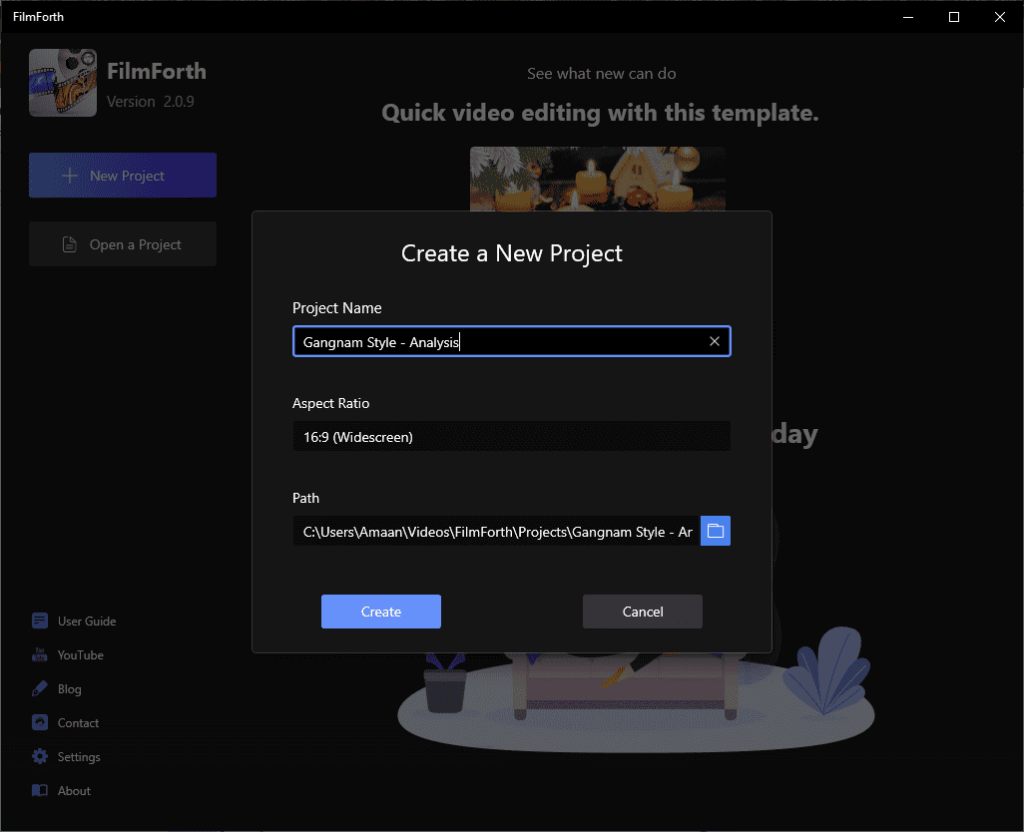 FilmForth
FilmForth
Version 2.0.9
New Project
Open a Project
See what new can do
Quick video editing with this template.
Create a New Project
Project Name
Gangnam Style - Analysis
Aspect Ratio
16:9 (Widescreen)
day
Path
C:\Users\Amaan\Videos\FilmForth\Projects\Gangnam Style - Ar
Create
Cancel
User Guide
YouTube
Blog
Contact
Settings
About